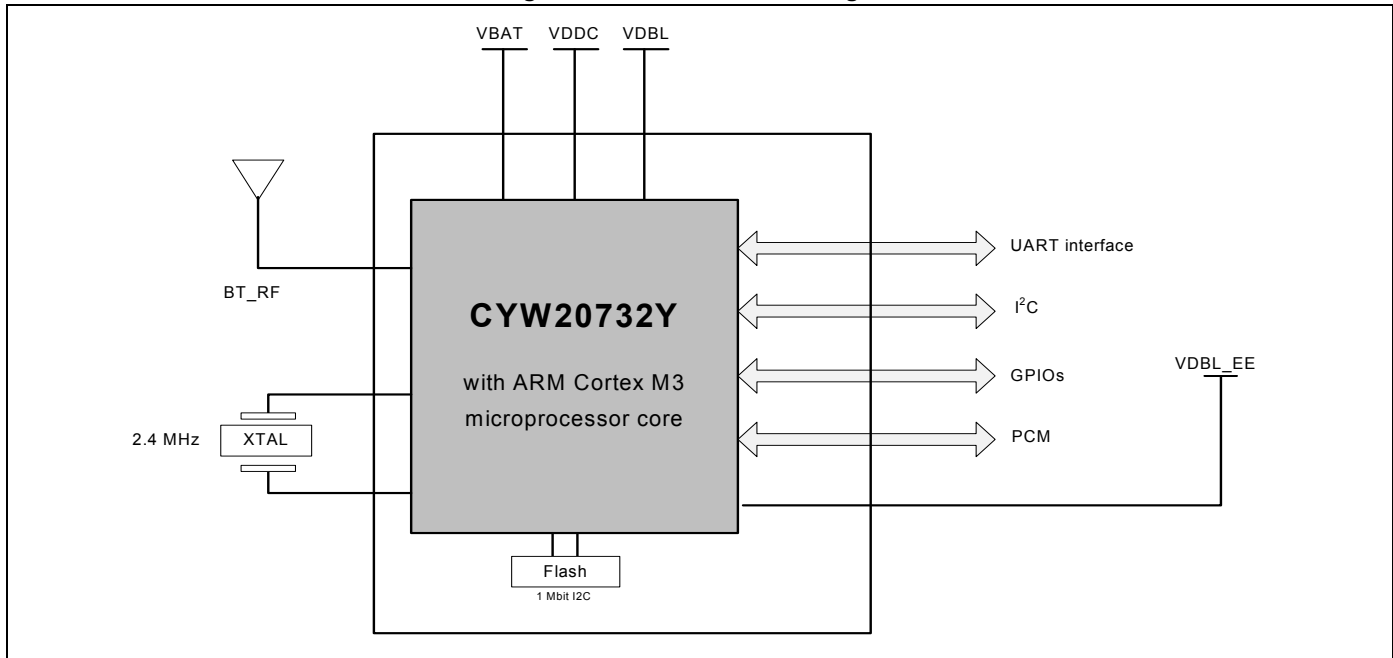 VBAT VDDC VDBL
BT_RF
CYW20732Y
with ARM Cortex M3
microprocessor core
UART interface
I²C
GPIOs
PCM
VDBL_EE
2.4 MHz
XTAL
Flash
1 Mbit I2C